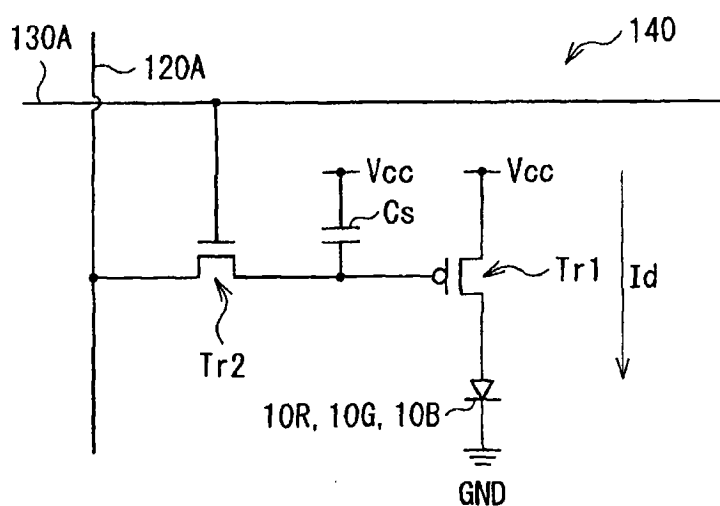 130A
120A
140
Vcc
Vcc
Cs
Tr1
Id
Tr2
10R, 10G, 10B
GND